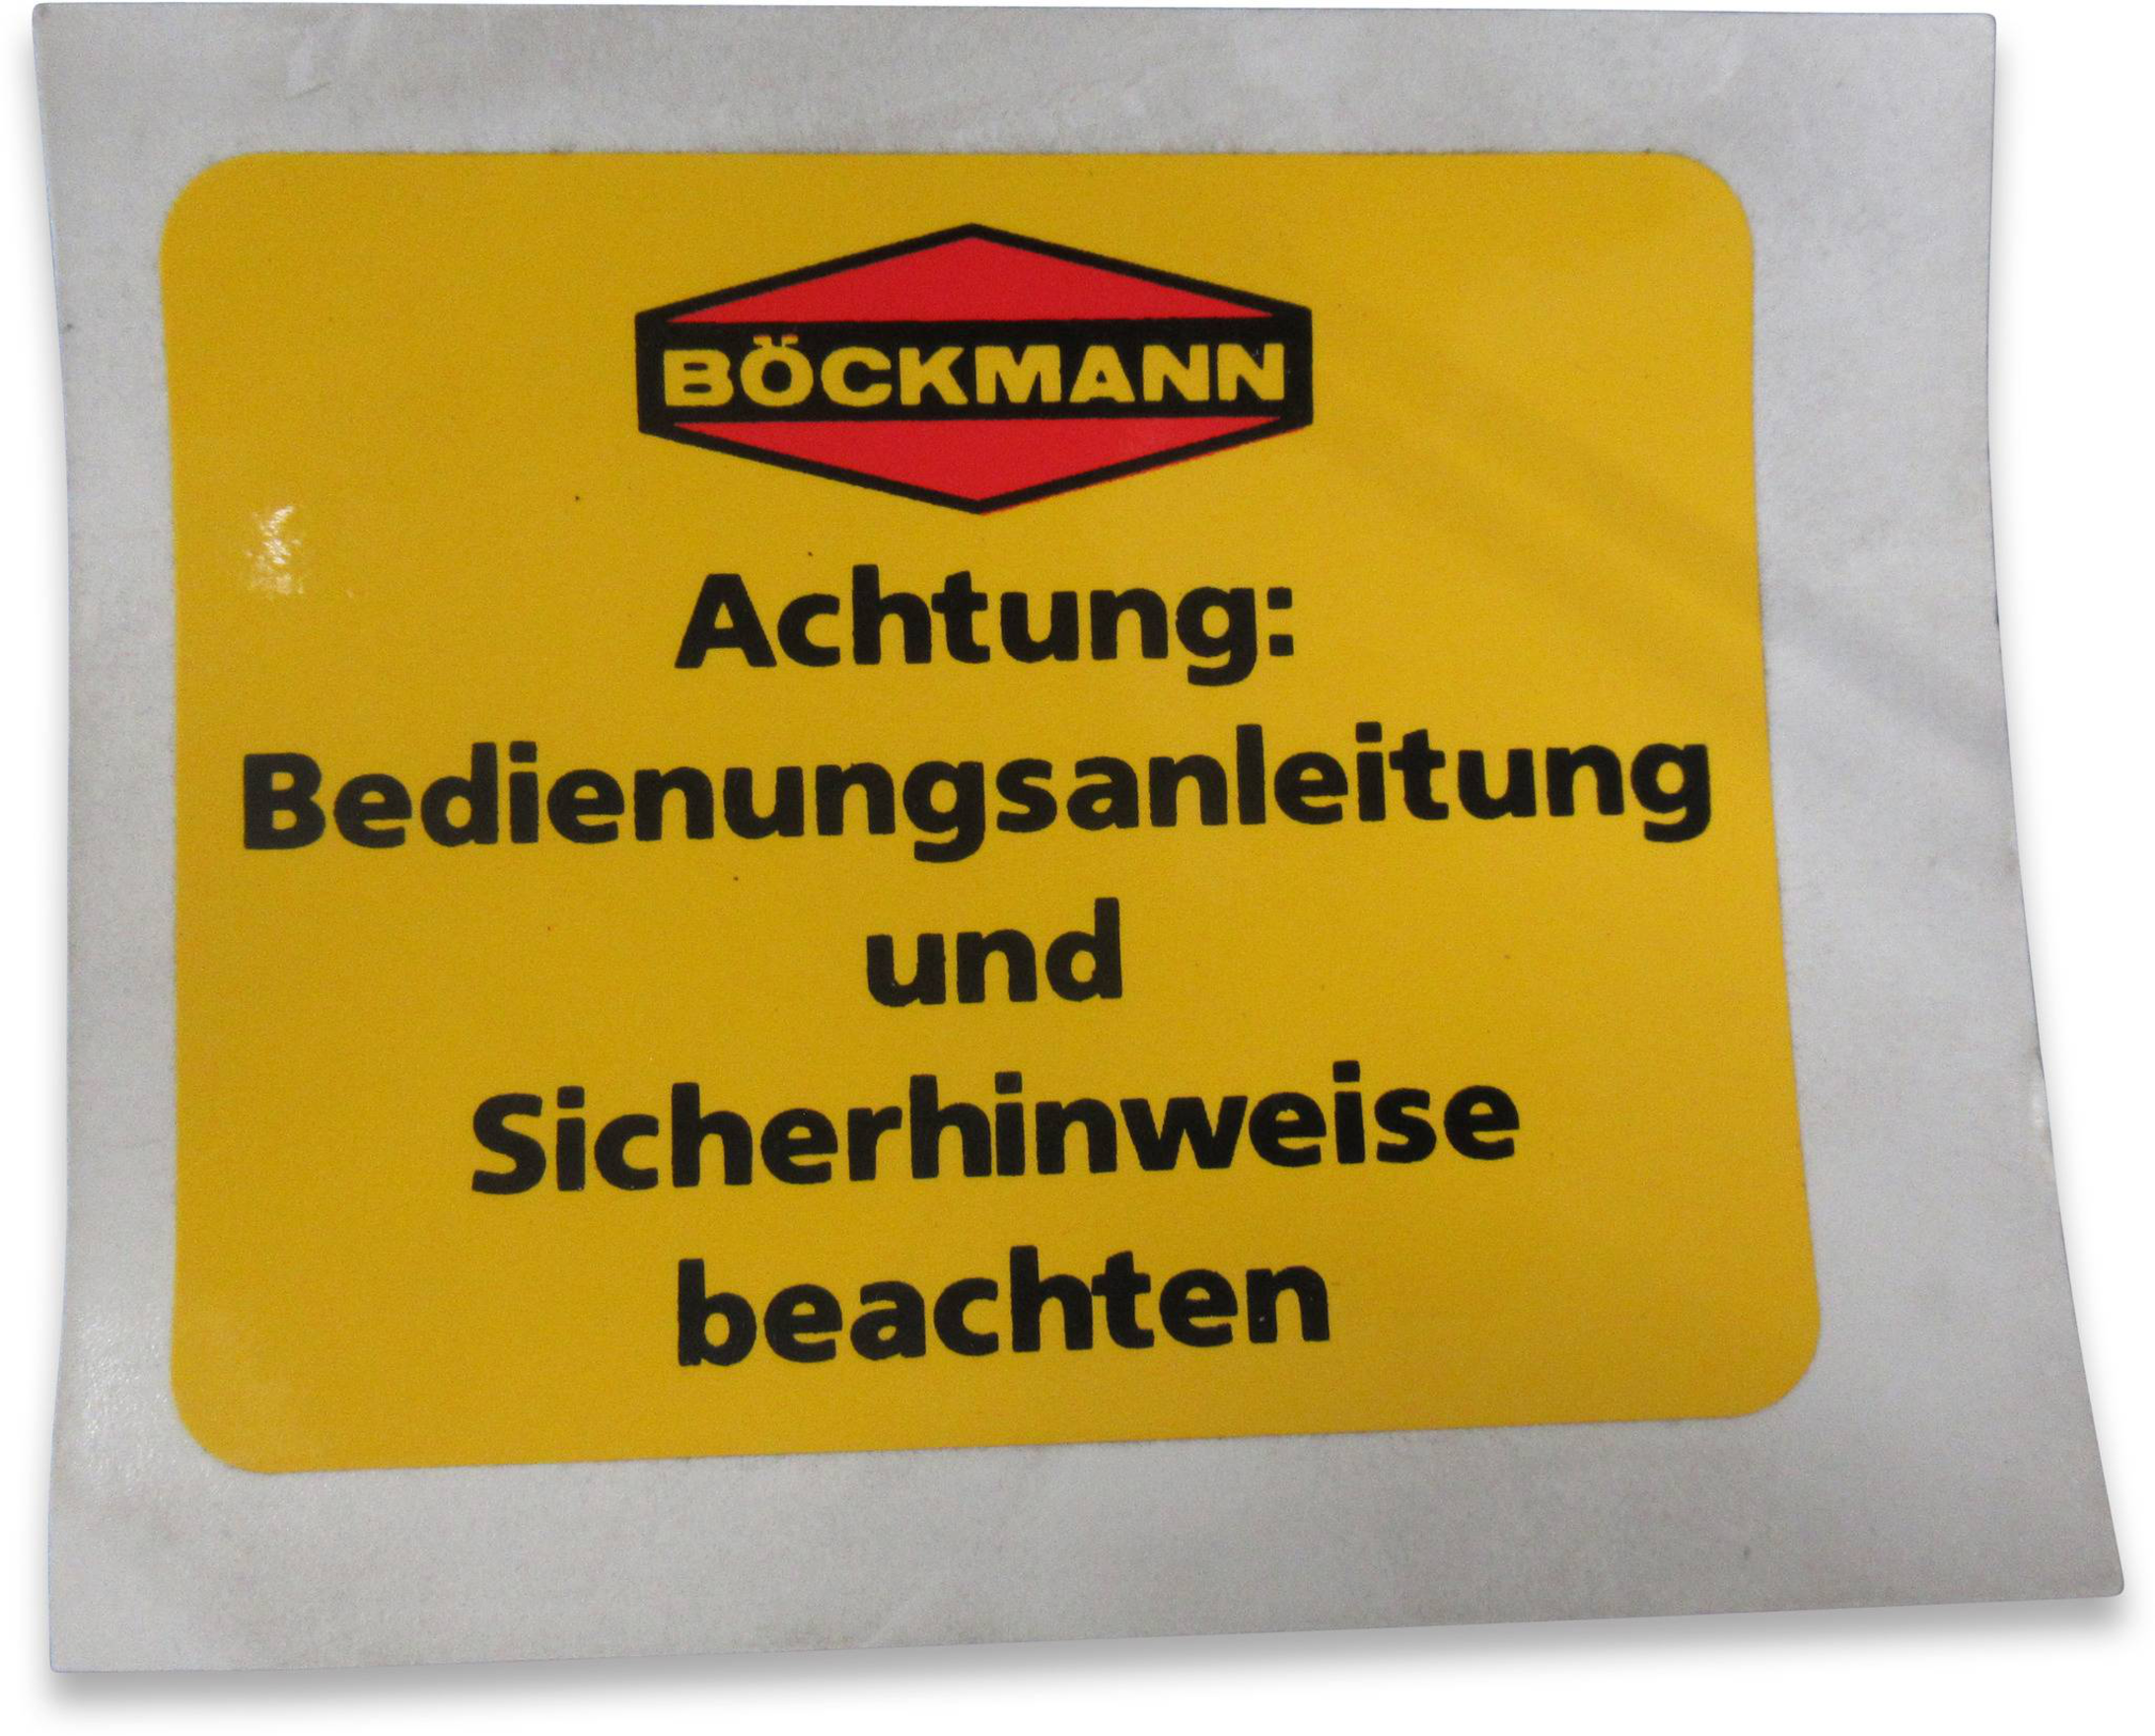 BÖCKMANN
Achtung:
Bedienungsanleitung
und
Sicherhinweise
beachten